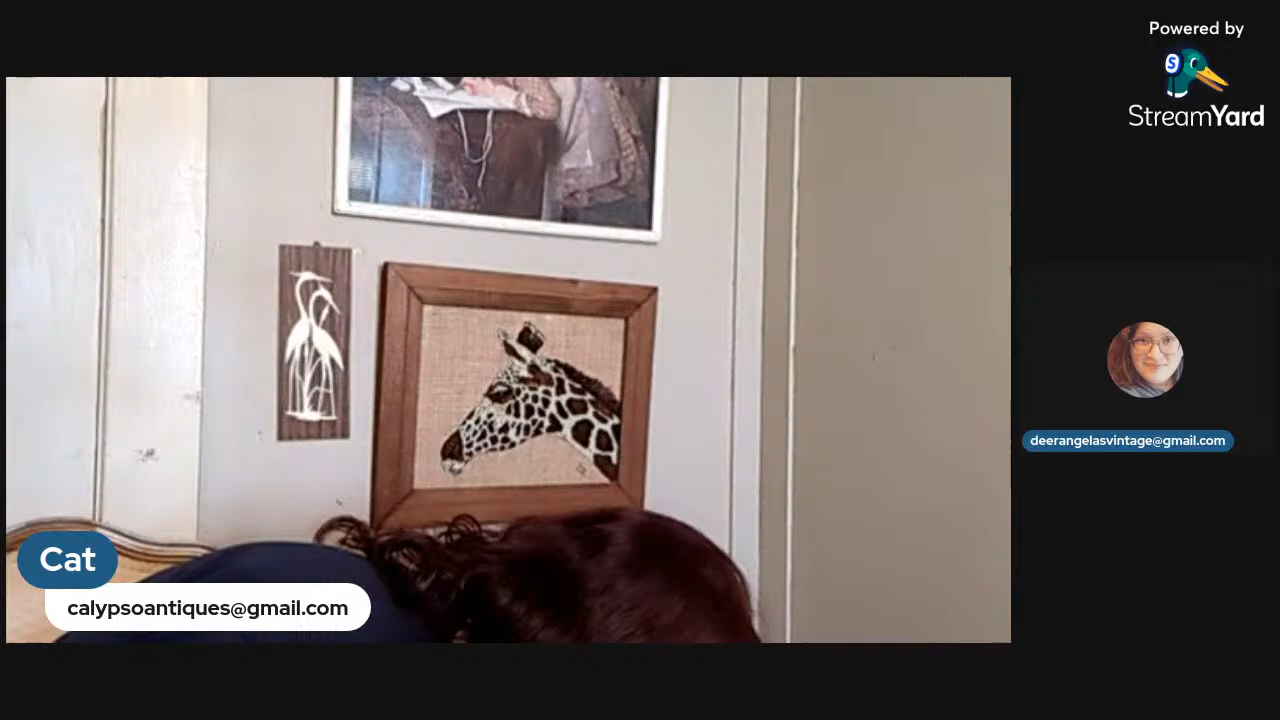 Powered by
S
StreamYard
deerangelasvintage@gmail.com
Cat
calypsoantiques@gmail.com